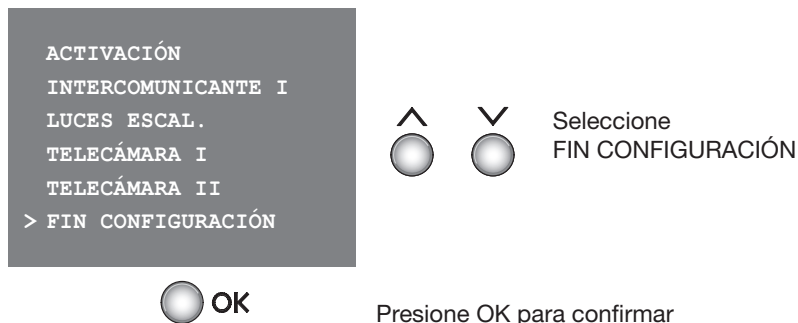 ACTIVACIÓN
INTERCOMUNICANTE I
LUCES ESCAL.
TELECÁMARA I
TELECÁMARA II
> FIN CONFIGURACIÓN
Seleccione
FIN CONFIGURACIÓN
OK
Presione OK para confirmar